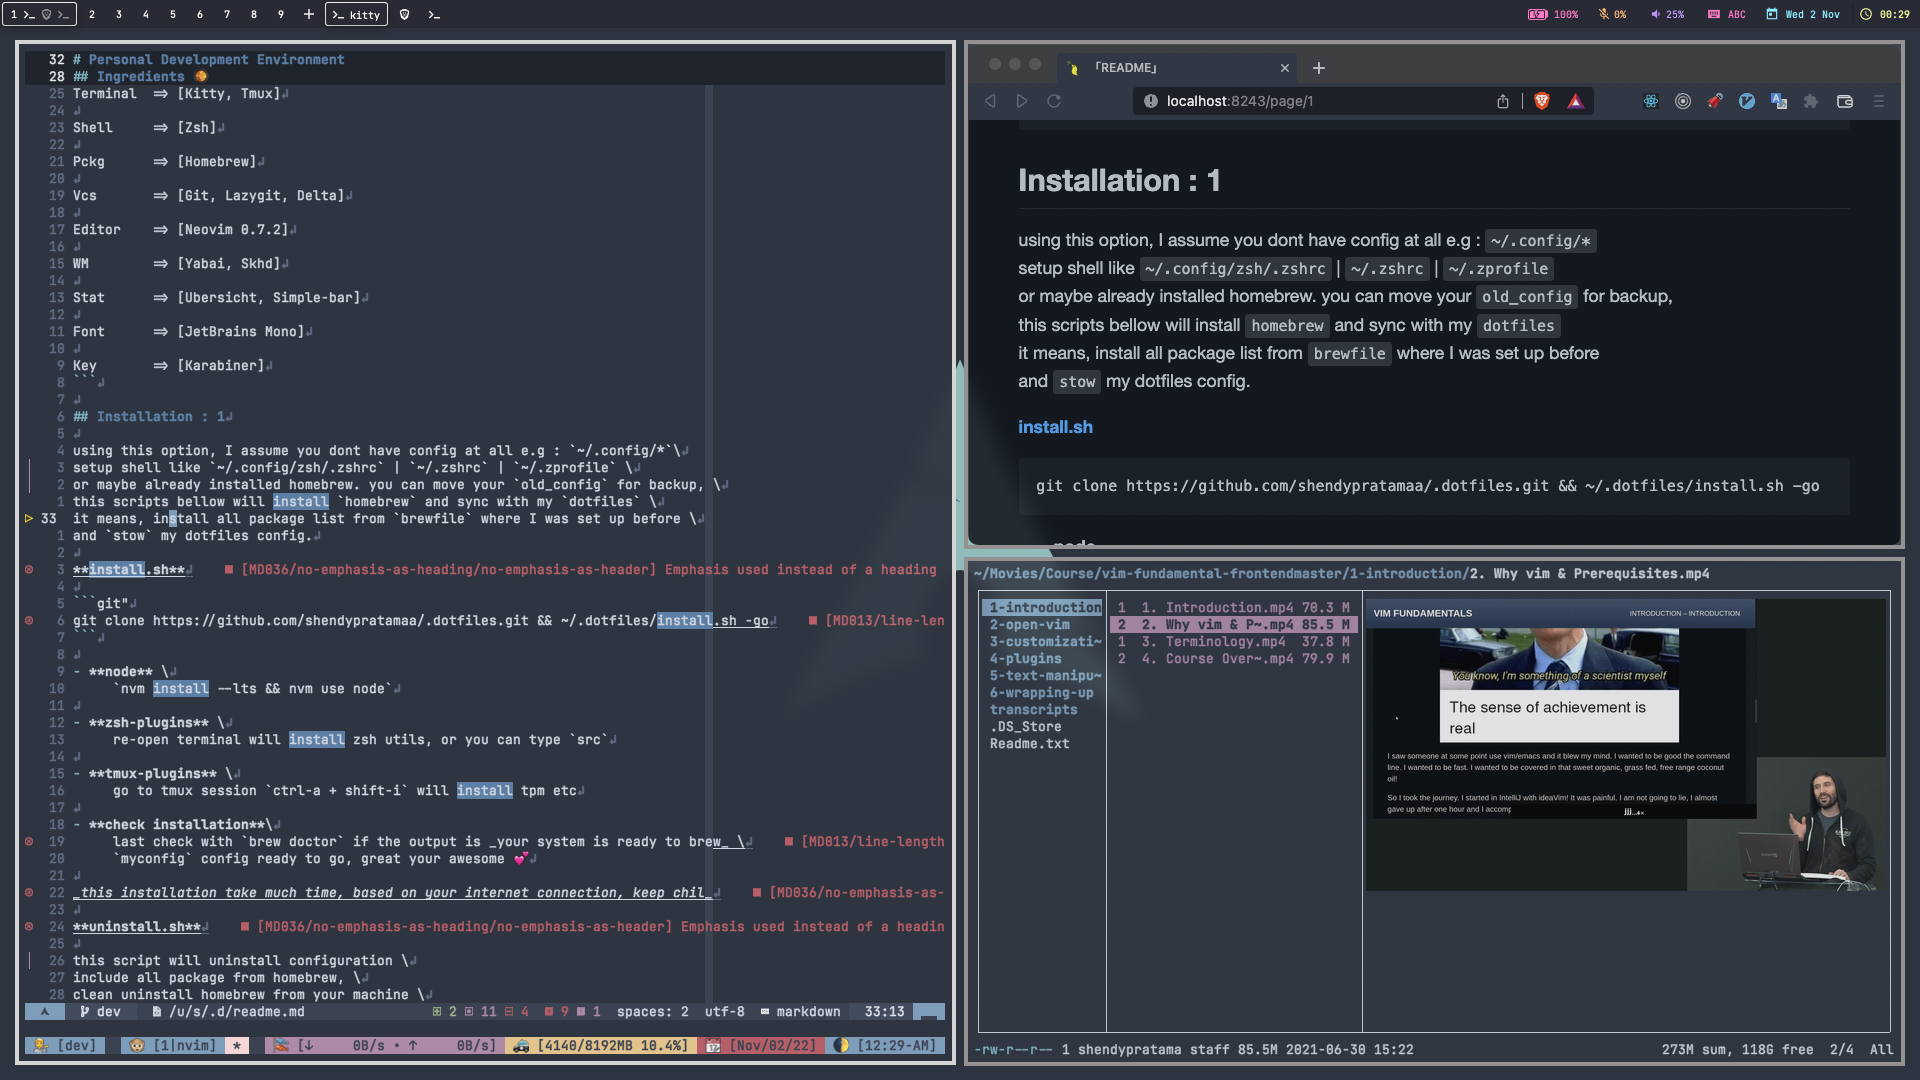 1 2 3 4 5 6 7 8 9 + >_ kitty >_ 100% 0% 25% ABC Wed 2 Nov 00:29
32 # Personal Development Environment
28 ## Ingredients
25 Terminal => [Kitty, Tmux]
24
23 Shell => [Zsh]
22
21 Pckg => [Homebrew]
20
19 Vcs => [Git, Lazygit, Delta]
18
17 Editor => [Neovim 0.7.2]
16
15 WM => [Yabai, Skhd]
14
13 Stat => [Ubersicht, Simple-bar]
12
11 Font => [JetBrains Mono]
10
9 Key => [Karabiner]
8 ```
7
6 ## Installation : 1
5
4 using this option, I assume you dont have config at all e.g : `~/.config/*`\
3 setup shell like `~/.config/zsh/.zshrc` | `~/.zshrc` | `~/.zprofile` \
2 or maybe already installed homebrew. you can move your `old_config` for backup, \
1 this scripts bellow will install `homebrew` and sync with my `dotfiles` \
33 it means, install all package list from `brewfile` where I was set up before \
1 and `stow` my dotfiles config.
2
3 **install.sh** ■ [MD036/no-emphasis-as-heading/no-emphasis-as-header] Emphasis used instead of a heading
4
5 ```git"
6 git clone https://github.com/shendypratamaa/.dotfiles.git && ~/.dotfiles/install.sh -go ■ [MD013/line-len
7 ```
8
9 - **node** \
10 `nvm install --lts && nvm use node`
11
12 - **zsh-plugins** \
13 re-open terminal will install zsh utils, or you can type `src`
14
15 - **tmux-plugins** \
16 go to tmux session `ctrl-a + shift-i` will install tpm etc
17
18 - **check installation**\
19 last check with `brew doctor` if the output is _your system is ready to brew_ \ ■ [MD013/line-length
20 `myconfig` config ready to go, great your awesome 💕
21
22 _this installation take much time, based on your internet connection, keep chil_ ■ [MD036/no-emphasis-as-
23
24 **uninstall.sh** ■ [MD036/no-emphasis-as-heading/no-emphasis-as-header] Emphasis used instead of a headin
25
26 this script will uninstall configuration \
27 include all package from homebrew, \
28 clean uninstall homebrew from your machine \
dev /u/s/.d/readme.md 2 11 4 9 1 spaces: 2 utf-8 markdown 33:13
[dev] [1|nvim] * [↓ 0B/s • ↑ 0B/s] [4140/8192MB 10.4%] [Nov/02/22] [12:29-AM]
「README」
localhost:8243/page/1
Installation : 1
using this option, I assume you dont have config at all e.g : ~/.config/*
setup shell like ~/.config/zsh/.zshrc | ~/.zshrc | ~/.zprofile
or maybe already installed homebrew. you can move your old_config for backup,
this scripts bellow will install homebrew and sync with my dotfiles
it means, install all package list from brewfile where I was set up before
and stow my dotfiles config.
install.sh
git clone https://github.com/shendypratamaa/.dotfiles.git && ~/.dotfiles/install.sh -go
node
~/Movies/Course/vim-fundamental-frontendmaster/1-introduction/2. Why vim & Prerequisites.mp4
1-introduction
2-open-vim
3-customizati~
4-plugins
5-text-manipu~
6-wrapping-up
transcripts
.DS_Store
Readme.txt
1 1. Introduction.mp4 70.3 M
2 2. Why vim & P~.mp4 85.5 M
1 3. Terminology.mp4 37.8 M
2 4. Course Over~.mp4 79.9 M
VIM FUNDAMENTALS INTRODUCTION – INTRODUCTION
You know, I'm something of a scientist myself
The sense of achievement is
real
I saw someone at some point use vim/emacs and it blew my mind. I wanted to be good the command
line. I wanted to be fast. I wanted to be covered in that sweet organic, grass fed, free range coconut
oil!
So I took the journey. I started in IntelliJ with ideaVim! It was painful. I am not going to lie, I almost
gave up after one hour and I accomp
-rw-r--r-- 1 shendypratama staff 85.5M 2021-06-30 15:22 273M sum, 118G free 2/4 All